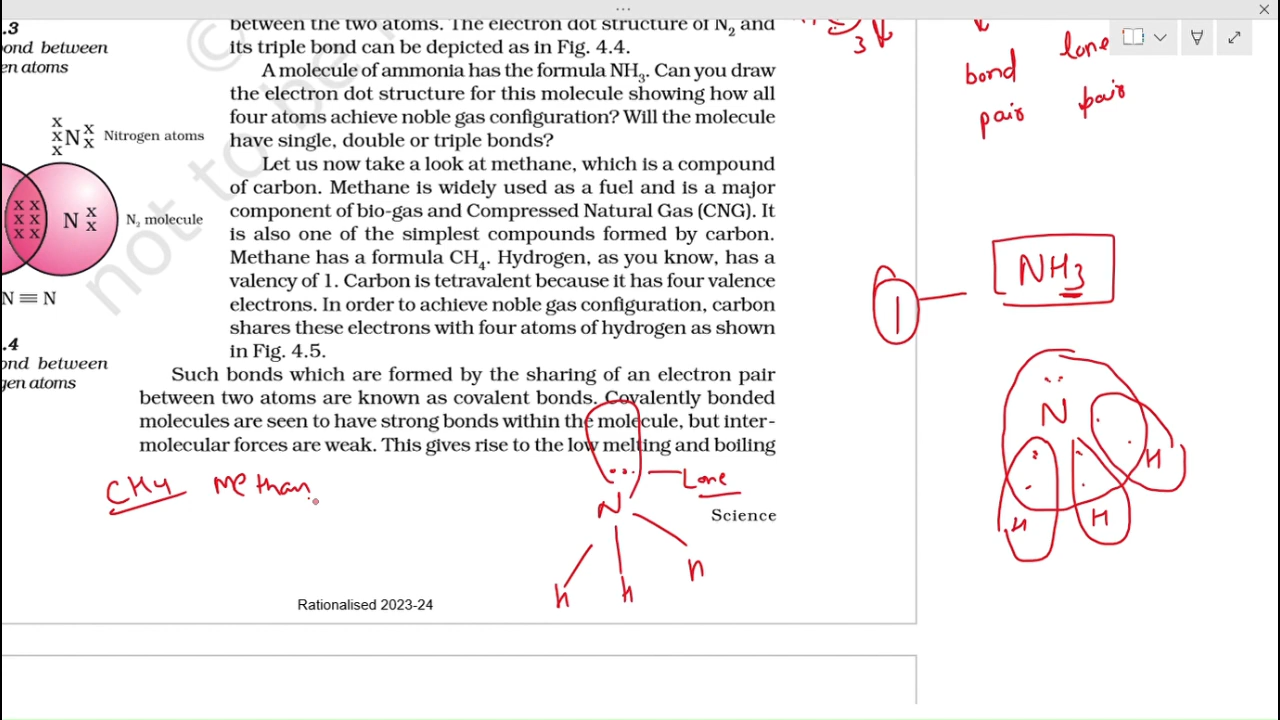 .3
ond between
en atoms
x
x N x Nitrogen atoms
x x
x x x
x x N x N₂ molecule
x x x
N ≡ N
.4
ond between
gen atoms
between the two atoms. The electron dot structure of N₂ and
its triple bond can be depicted as in Fig. 4.4.
A molecule of ammonia has the formula NH₃. Can you draw
the electron dot structure for this molecule showing how all
four atoms achieve noble gas configuration? Will the molecule
have single, double or triple bonds?
Let us now take a look at methane, which is a compound
of carbon. Methane is widely used as a fuel and is a major
component of bio-gas and Compressed Natural Gas (CNG). It
is also one of the simplest compounds formed by carbon.
Methane has a formula CH₄. Hydrogen, as you know, has a
valency of 1. Carbon is tetravalent because it has four valence
electrons. In order to achieve noble gas configuration, carbon
shares these electrons with four atoms of hydrogen as shown
in Fig. 4.5.
Such bonds which are formed by the sharing of an electron pair
between two atoms are known as covalent bonds. Covalently bonded
molecules are seen to have strong bonds within the molecule, but inter-
molecular forces are weak. This gives rise to the low melting and boiling
CH4 Methan
Lone
N
h h h
Science
Rationalised 2023-24
© not to be
3
bond lone
pair pair
1 NH3
N
H H H